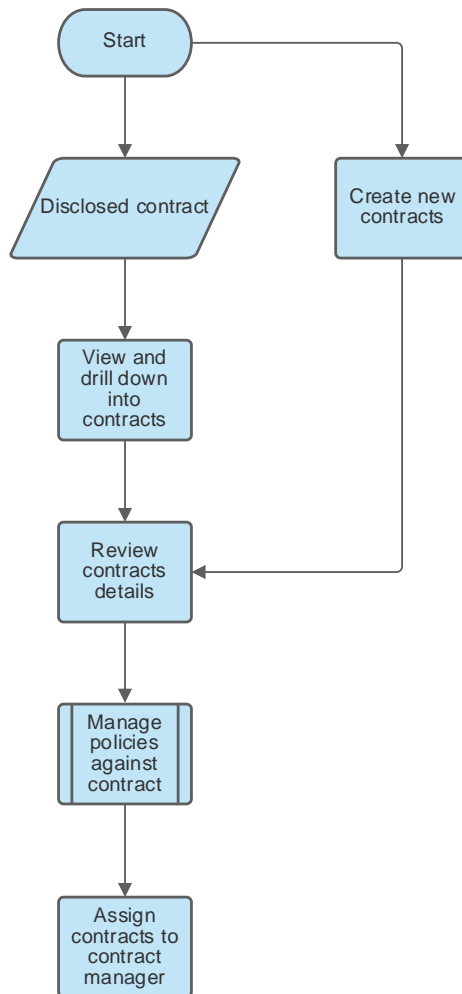 Start
Disclosed contract
Create new
contracts
View and
drill down
into
contracts
Review
contracts
details
Manage
policies
against
contract
Assign
contracts to
contract
manager